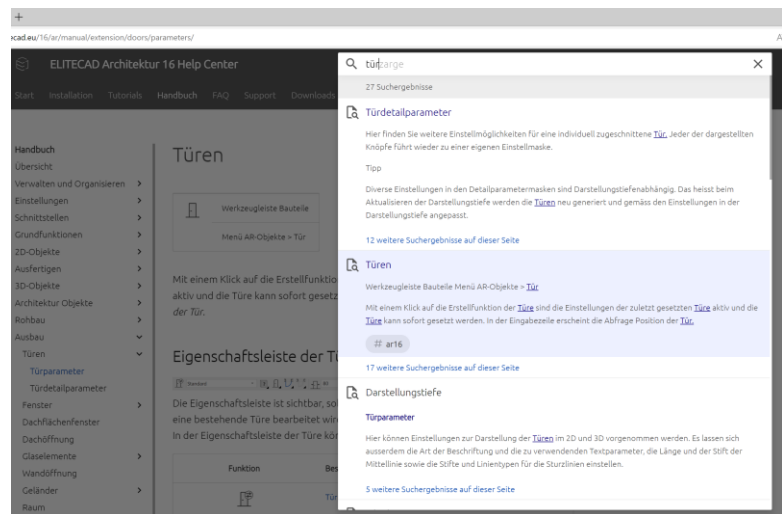 +
ecad.eu/16/ar/manual/extension/doors/parameters/
ELITECAD Architektur 16 Help Center
Start Installation Tutorials Handbuch FAQ Support Downloads
Handbuch
Übersicht
Verwalten und Organisieren
Einstellungen
Schnittstellen
Grundfunktionen
2D-Objekte
Ausfertigen
3D-Objekte
Architektur Objekte
Rohbau
Ausbau
Türen
Türparameter
Türdetailparameter
Fenster
Dachflächenfenster
Dachöffnung
Glaselemente
Wandöffnung
Geländer
Raum
Türen
Werkzeugleiste Bauteile
Menü AR-Objekte > Tür
Mit einem Klick auf die Erstellfunktio
aktiv und die Türe kann sofort gesetz
der Tür.
Eigenschaftsleiste der Tü
Standard
Die Eigenschaftsleiste ist sichtbar, so
eine bestehende Türe bearbeitet wir
In der Eigenschaftsleiste der Türe kör
Funktion Bes
Tür
türzarge
27 Suchergebnisse
Türdetailparameter
Hier finden Sie weitere Einstellmöglichkeiten für eine individuell zugeschnittene Tür. Jeder der dargestellten
Knöpfe führt wieder zu einer eigenen Einstellmaske.
Tipp
Diverse Einstellungen in den Detailparametermasken sind Darstellungstiefenabhängig. Das heisst beim
Aktualisieren der Darstellungstiefe werden die Türen neu generiert und gemäss den Einstellungen in der
Darstellungstiefe angepasst.
12 weitere Suchergebnisse auf dieser Seite
Türen
Werkzeugleiste Bauteile Menü AR-Objekte > Tür
Mit einem Klick auf die Erstellfunktion der Türe sind die Einstellungen der zuletzt gesetzten Türe aktiv und die
Türe kann sofort gesetzt werden. In der Eingabezeile erscheint die Abfrage Position der Tür.
# ar16
17 weitere Suchergebnisse auf dieser Seite
Darstellungstiefe
Türparameter
Hier können Einstellungen zur Darstellung der Türen im 2D und 3D vorgenommen werden. Es lassen sich
ausserdem die Art der Beschriftung und die zu verwendenden Textparameter, die Länge und der Stift der
Mittellinie sowie die Stifte und Linientypen für die Sturzlinien einstellen.
5 weitere Suchergebnisse auf dieser Seite